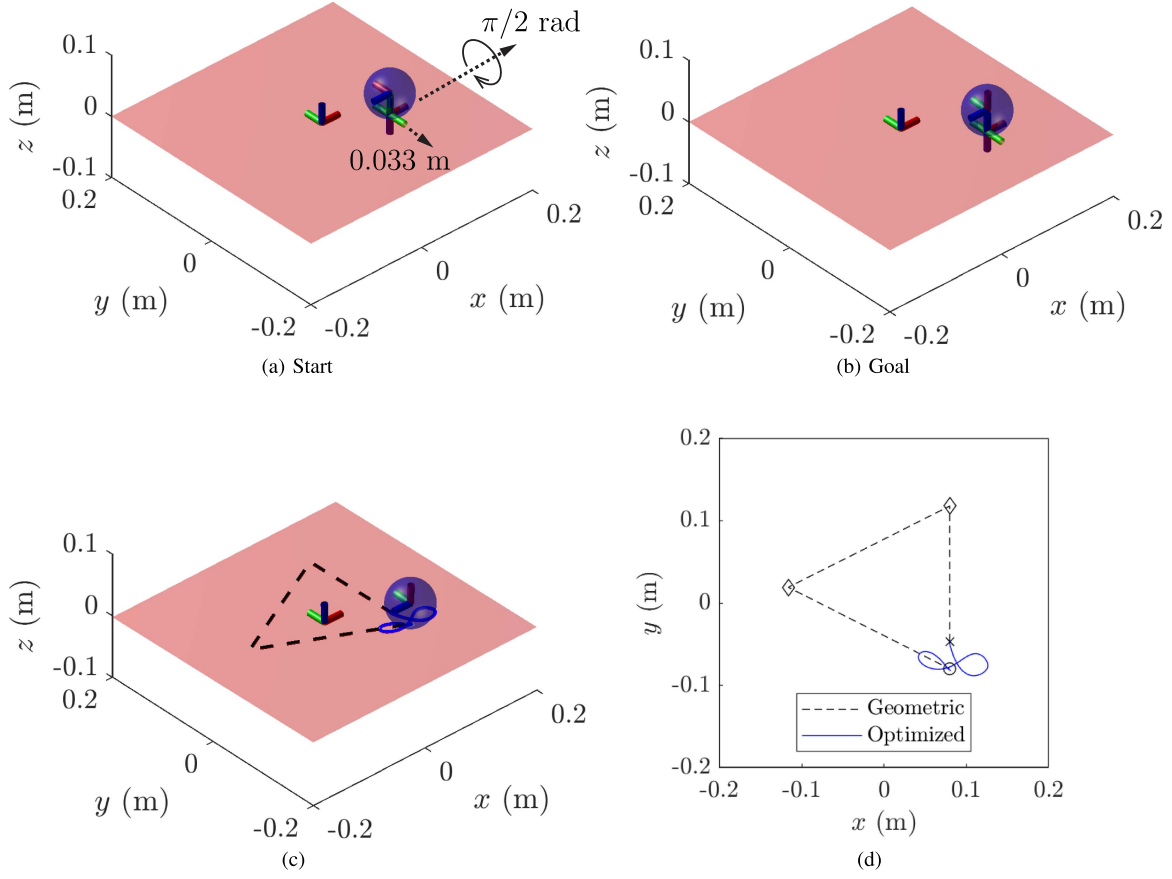 π/2 rad
0.1
0
-0.1
z (m)
0.033 m
0.2
0
-0.2
y (m)
-0.2
0
0.2
x (m)
(a) Start
0.1
0
-0.1
z (m)
0.2
0
-0.2
y (m)
-0.2
0
0.2
x (m)
(b) Goal
0.1
0
-0.1
z (m)
0.2
0
-0.2
y (m)
-0.2
0
0.2
x (m)
(c)
0.2
0.1
0
-0.1
-0.2
y (m)
Geometric
Optimized
-0.2
-0.1
0
0.1
0.2
x (m)
(d)